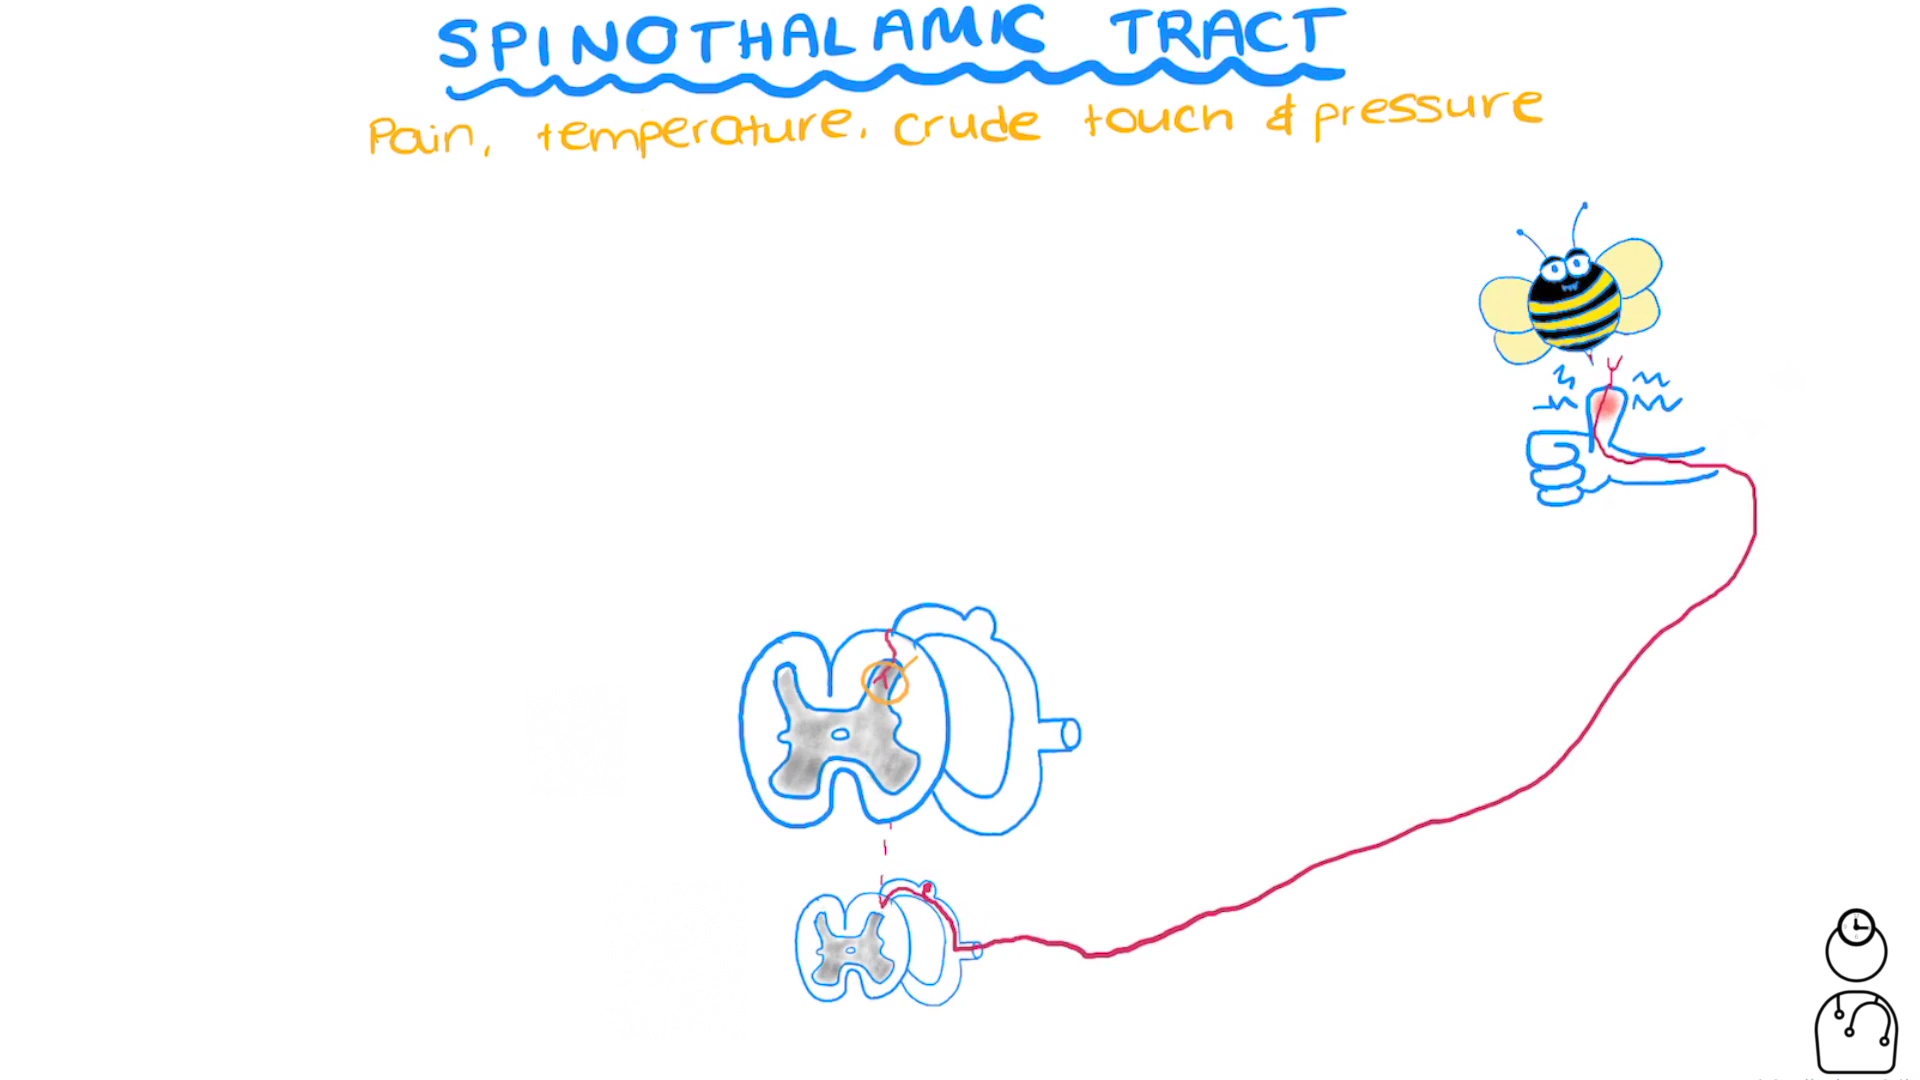 SPINOTHALAMIC TRACT
Pain, temperature, crude touch & pressure